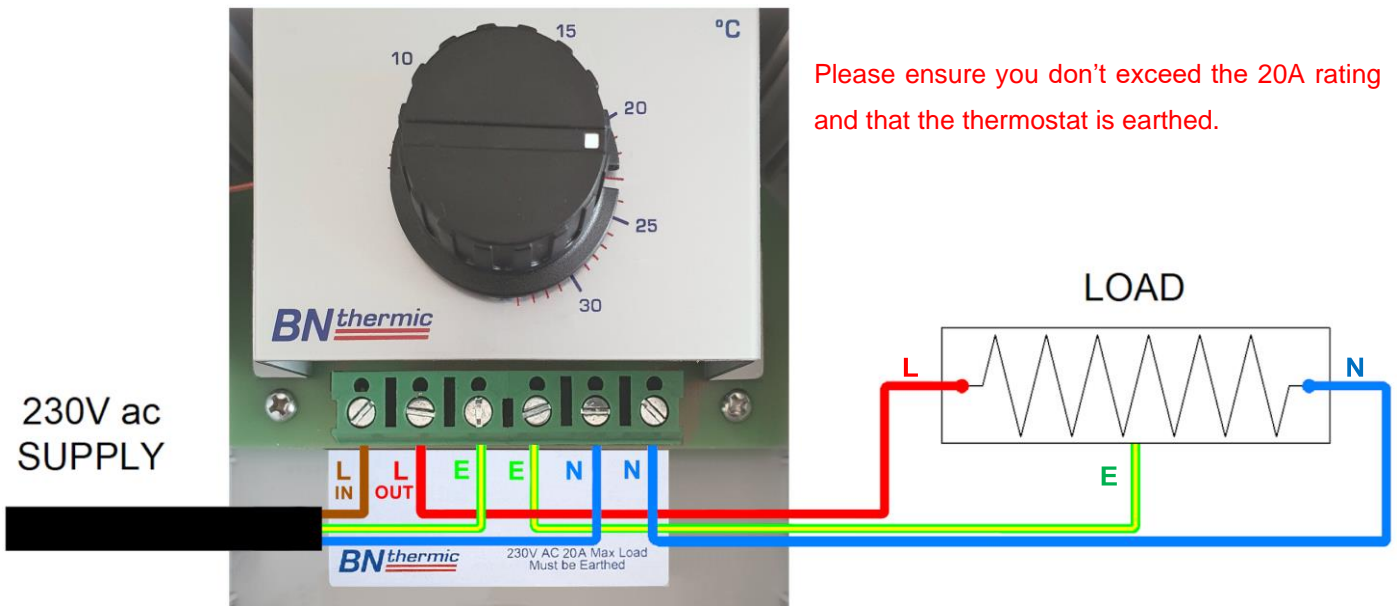 °C
10
15
20
25
30
BN thermic
Please ensure you don’t exceed the 20A rating
and that the thermostat is earthed.
LOAD
L
N
E
230V ac
SUPPLY
L
IN
L
OUT
E
E
N
N
BN thermic
230V AC 20A Max Load
Must be Earthed